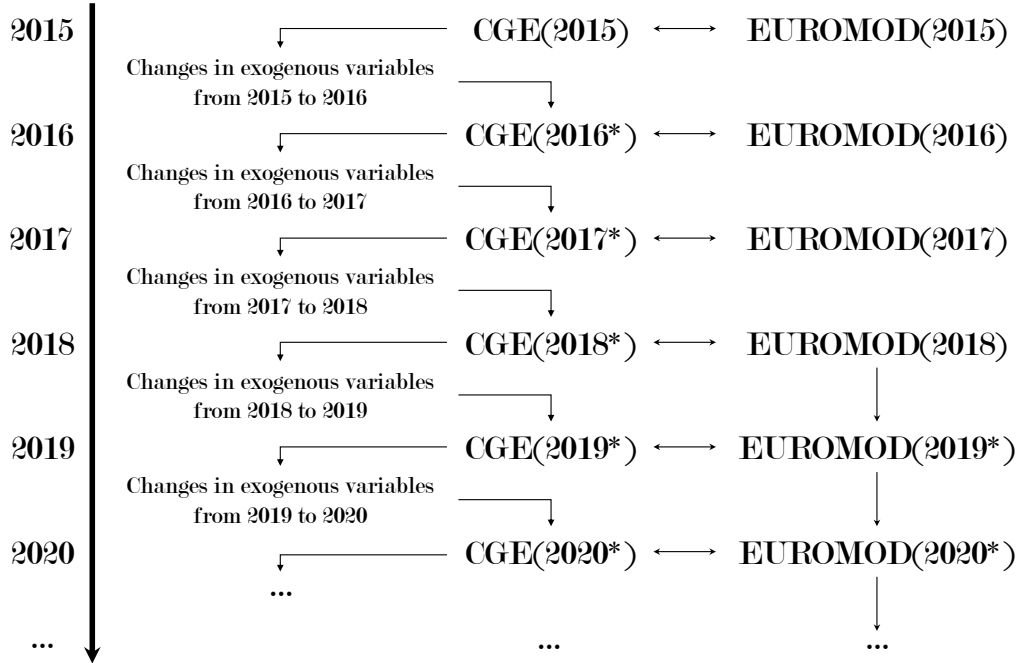 2015 CGE(2015) EUROMOD(2015)
Changes in exogenous variables
from 2015 to 2016
2016 CGE(2016*) EUROMOD(2016)
Changes in exogenous variables
from 2016 to 2017
2017 CGE(2017*) EUROMOD(2017)
Changes in exogenous variables
from 2017 to 2018
2018 CGE(2018*) EUROMOD(2018)
Changes in exogenous variables
from 2018 to 2019
2019 CGE(2019*) EUROMOD(2019*)
Changes in exogenous variables
from 2019 to 2020
2020 CGE(2020*) EUROMOD(2020*)
...
... ... ...